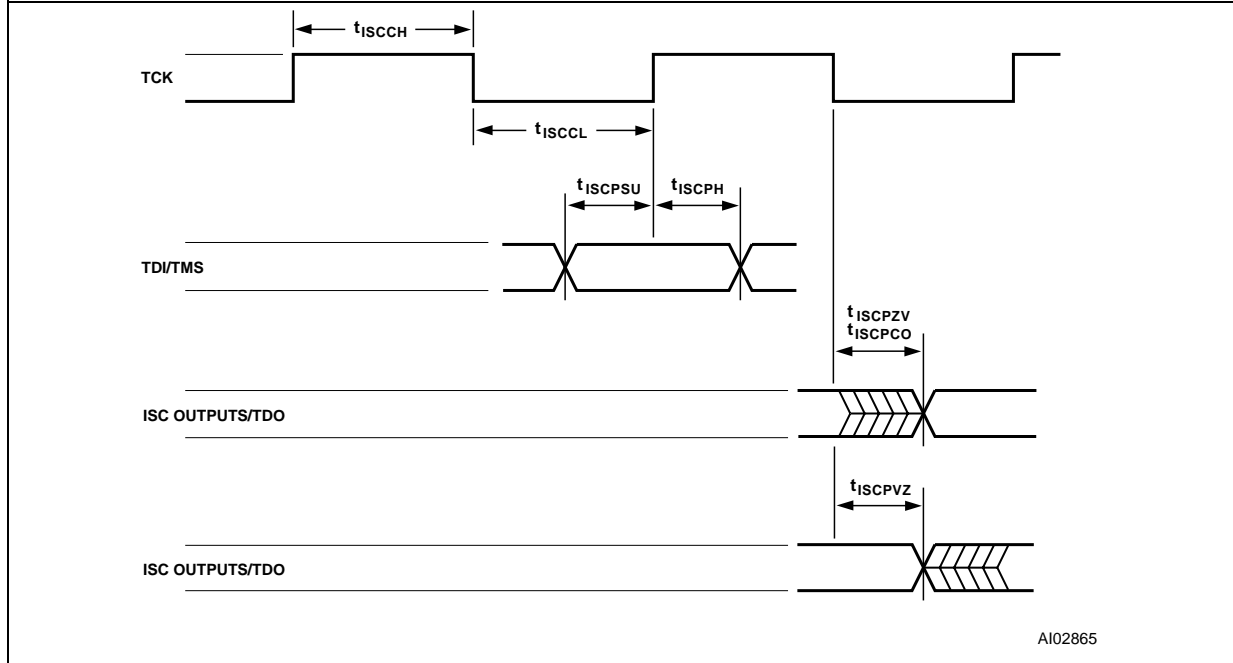 tISCCH
TCK
tISCCL
tISCPSU
tISCPH
TDI/TMS
tISCPZV
tISCPCO
ISC OUTPUTS/TDO
tISCPVZ
ISC OUTPUTS/TDO
AI02865